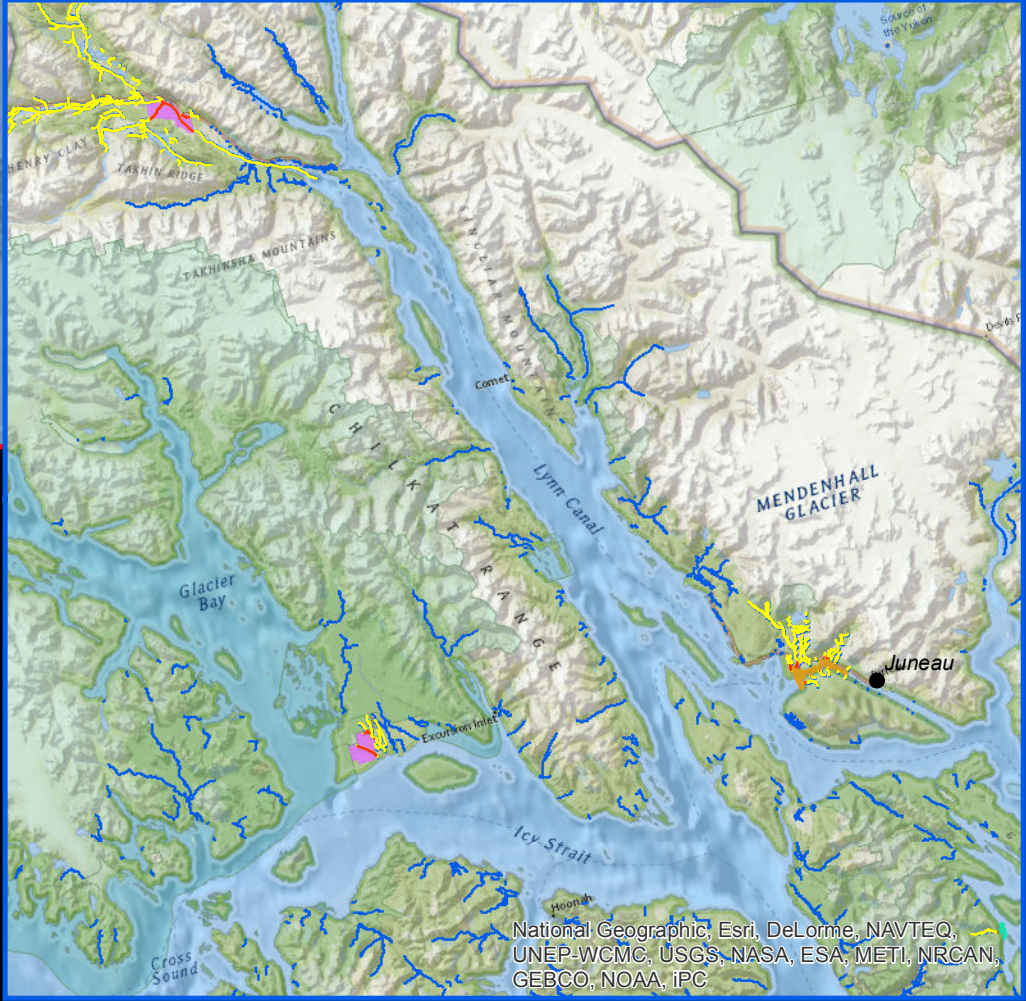 Source of
the Yukon
HENRY CLAY
TAKHIN RIDGE
TAKHINSHA MOUNTAINS
Comet
CHILKAT RANGE
Lynn Canal
MENDENHALL
GLACIER
Glacier
Bay
Juneau
Excursion Inlet
Icy Strait
Hoonah
Cross
Sound
National Geographic, Esri, DeLorme, NAVTEQ,
UNEP-WCMC, USGS, NASA, ESA, METI, NRCAN,
GEBCO, NOAA, iPC